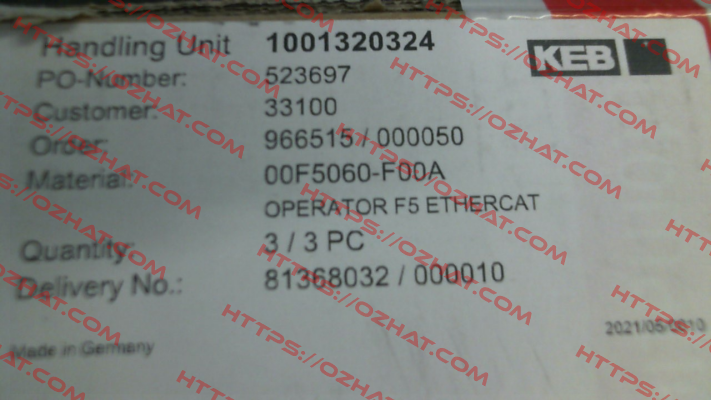 Handling Unit 1001320324
KEB
PO-Number: 523697
Customer: 33100
Order: 966515 / 000050
Material: 00F5060-F00A
OPERATOR F5 ETHERCAT
Quantity: 3 / 3 PC
Delivery No.: 81368032 / 000010
Made in Germany
HTTPS://OZHAT.COM